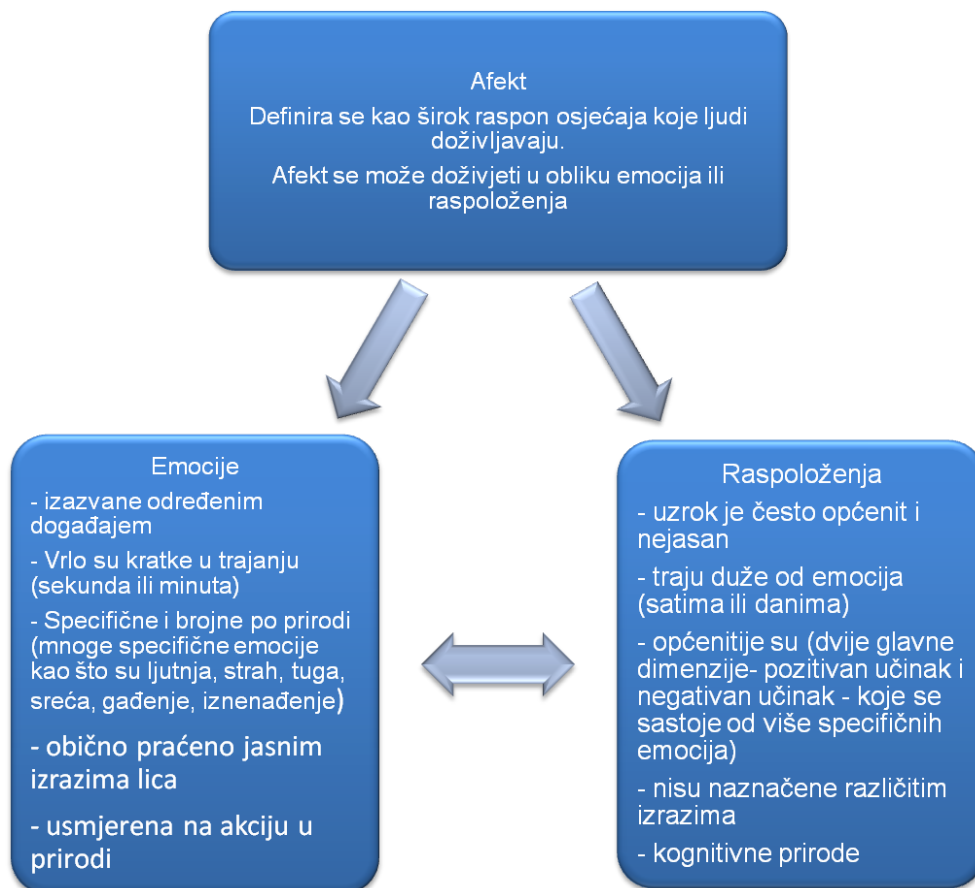 Afekt
Definira se kao širok raspon osjećaja koje ljudi
doživljavaju.
Afekt se može doživjeti u obliku emocija ili
raspoloženja
Emocije
- izazvane određenim
događajem
- Vrlo su kratke u trajanju
(sekunda ili minuta)
- Specifične i brojne po prirodi
(mnoge specifične emocije
kao što su ljutnja, strah, tuga,
sreća, gađenje, iznenađenje)
- obično praćeno jasnim
izrazima lica
- usmjerena na akciju u
prirodi
Raspoloženja
- uzrok je često općenit i
nejasan
- traju duže od emocija
(satima ili danima)
- općenitije su (dvije glavne
dimenzije- pozitivan učinak i
negativan učinak - koje se
sastoje od više specifičnih
emocija)
- nisu naznačene različitim
izrazima
- kognitivne prirode